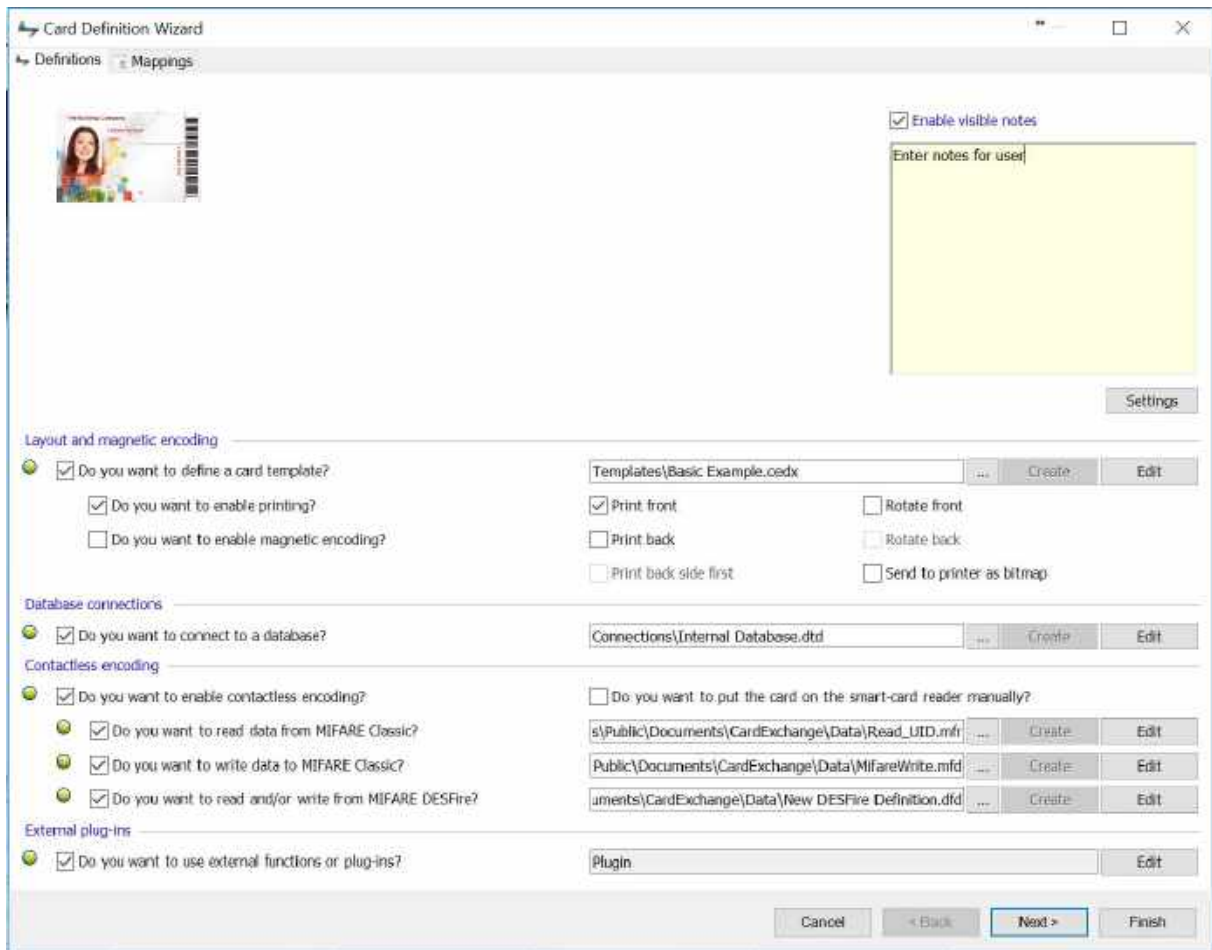 Card Definition Wizard
Definitions Mappings
Enable visible notes
Enter notes for user
Settings
Layout and magnetic encoding
Do you want to define a card template? Templates\Basic Example.cedx ... Create Edit
Do you want to enable printing? Print front Rotate front
Do you want to enable magnetic encoding? Print back Rotate back
Print back side first Send to printer as bitmap
Database connections
Do you want to connect to a database? Connections\Internal Database.dtd ... Create Edit
Contactless encoding
Do you want to enable contactless encoding? Do you want to put the card on the smart-card reader manually?
Do you want to read data from MIFARE Classic? s\Public\Documents\CardExchange\Data\Read_UID.mfr ... Create Edit
Do you want to write data to MIFARE Classic? Public\Documents\CardExchange\Data\MifareWrite.mfd ... Create Edit
Do you want to read and/or write from MIFARE DESFire? uments\CardExchange\Data\New DESFire Definition.dfd ... Create Edit
External plug-ins
Do you want to use external functions or plug-ins? Plugin Edit
Cancel < Back Next > Finish